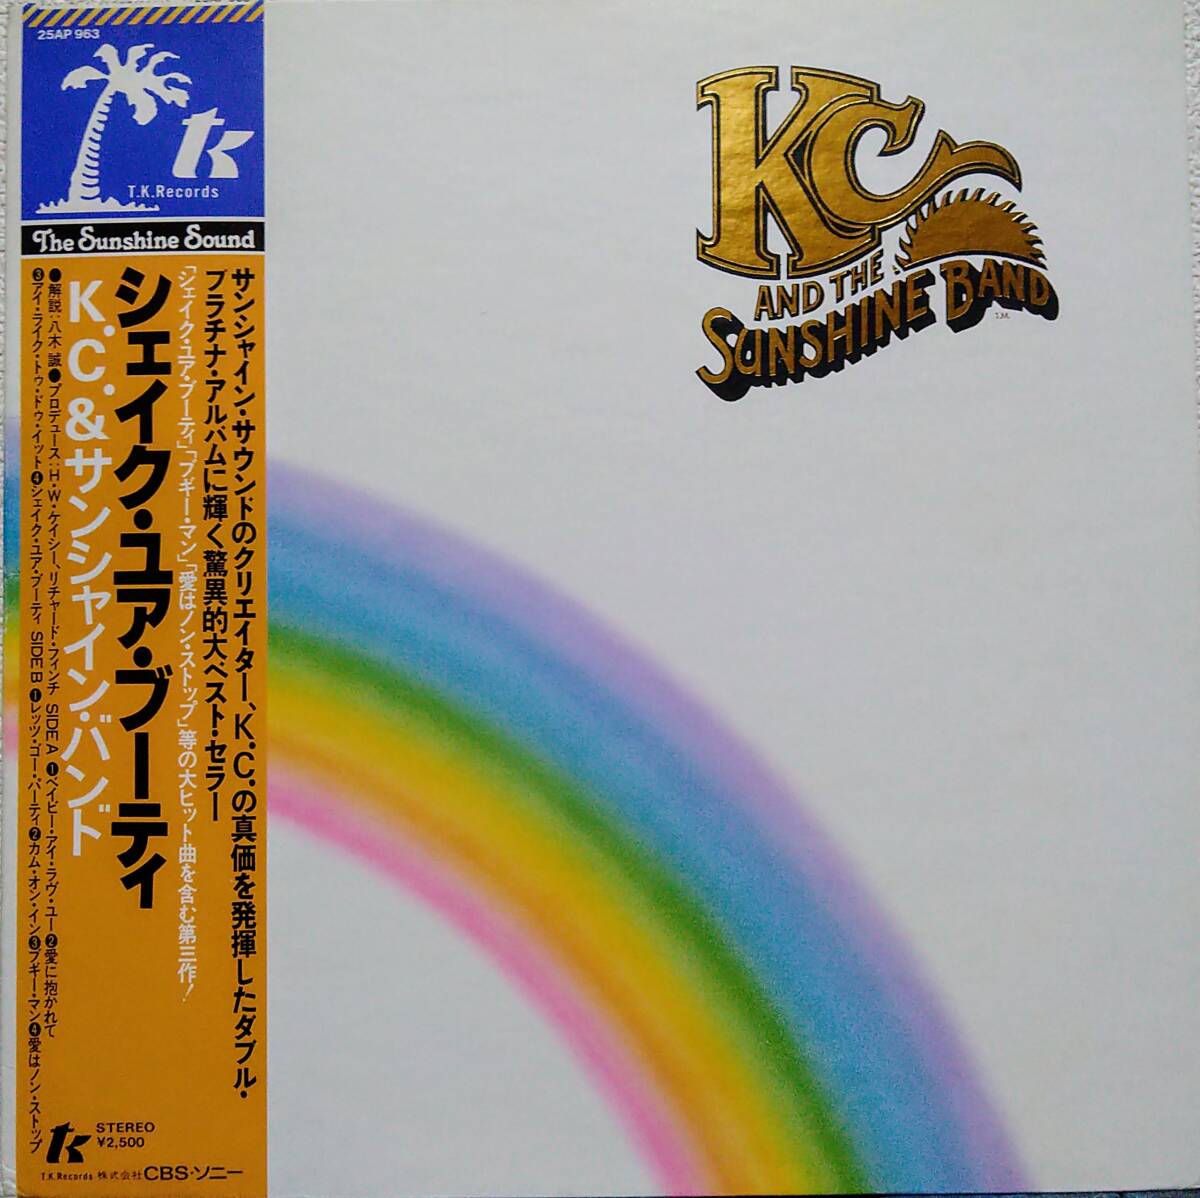 25AP 963
tk
T.K.Records
The Sunshine Sound
サンシャイン・サウンドのクリエイター、K.C.の真価を発揮したダブル・
プラチナ・アルバムに輝く驚異的大ベスト・セラー
「シェイク・ユア・ブーティ」「ブギー・マン」「愛はノン・ストップ」等の大ヒット曲を含む第三作!
シェイク・ユア・ブーティ
K.C.&サンシャイン・バンド
●解説:八木 誠●プロデュース:H・W・ケイシー、リチャード・フィンチ SIDE A ❶ベイビー・アイ・ラヴ・ユー❷愛に抱かれて
❸アイ・ライク・トゥ・ドゥ・イット❹シェイク・ユア・ブーティ SIDE B ❶レッツ・ゴー・パーティ❷カム・オン・イン❸ブギー・マン❹愛はノン・ストップ
tk
STEREO
¥2,500
T.K.Records 株式会社CBS・ソニー
KC
AND THE
SUNSHINE BAND
T.M.